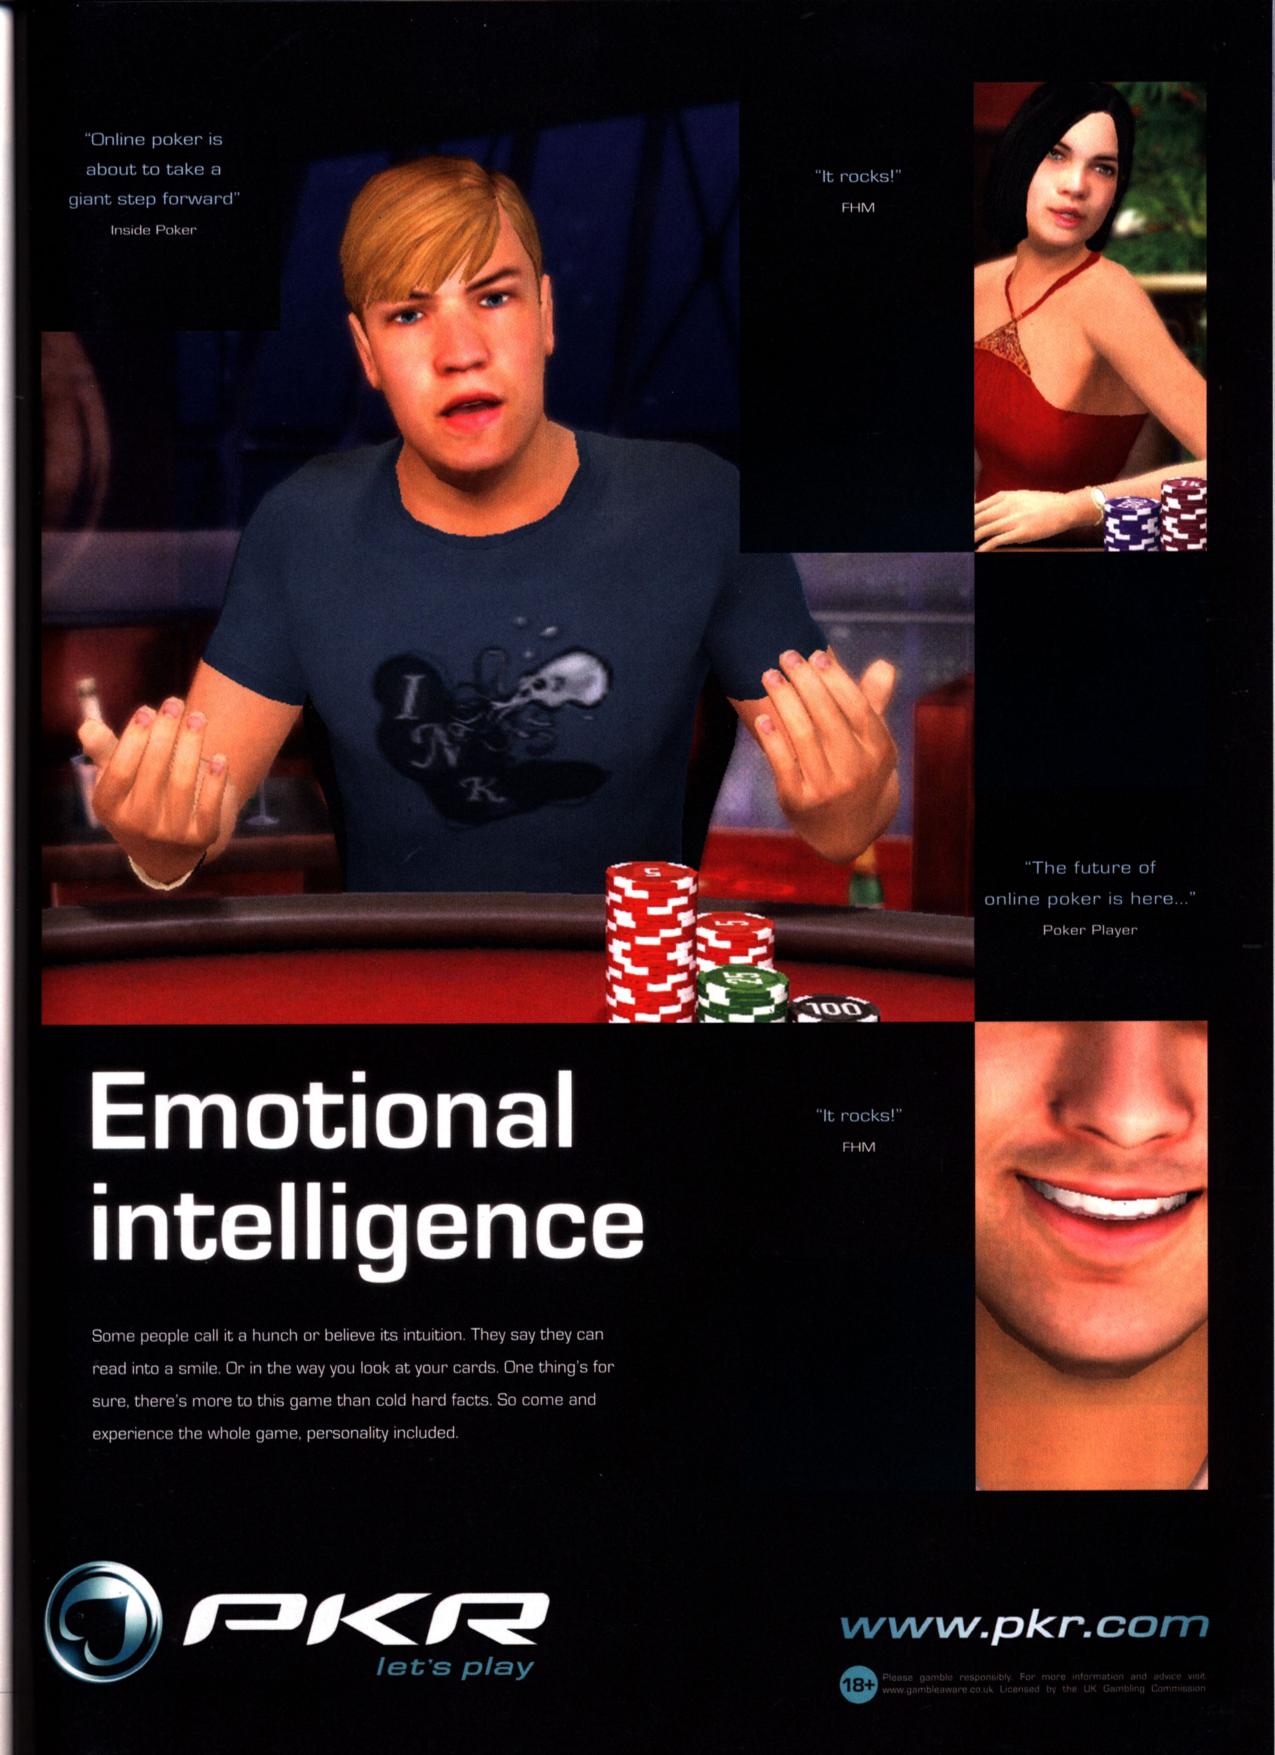 “Online poker is
about to take a
giant step forward”
Inside Poker
“It rocks!”
FHM
I
N
K
5
5
25
100
“The future of
online poker is here...”
Poker Player
Emotional
intelligence
“It rocks!”
FHM
Some people call it a hunch or believe its intuition. They say they can
read into a smile. Or in the way you look at your cards. One thing's for
sure, there's more to this game than cold hard facts. So come and
experience the whole game, personality included.
PKR
let's play
www.pkr.com
18+
Please gamble responsibly. For more information and advice visit
www.gambleaware.co.uk Licensed by the UK Gambling Commission